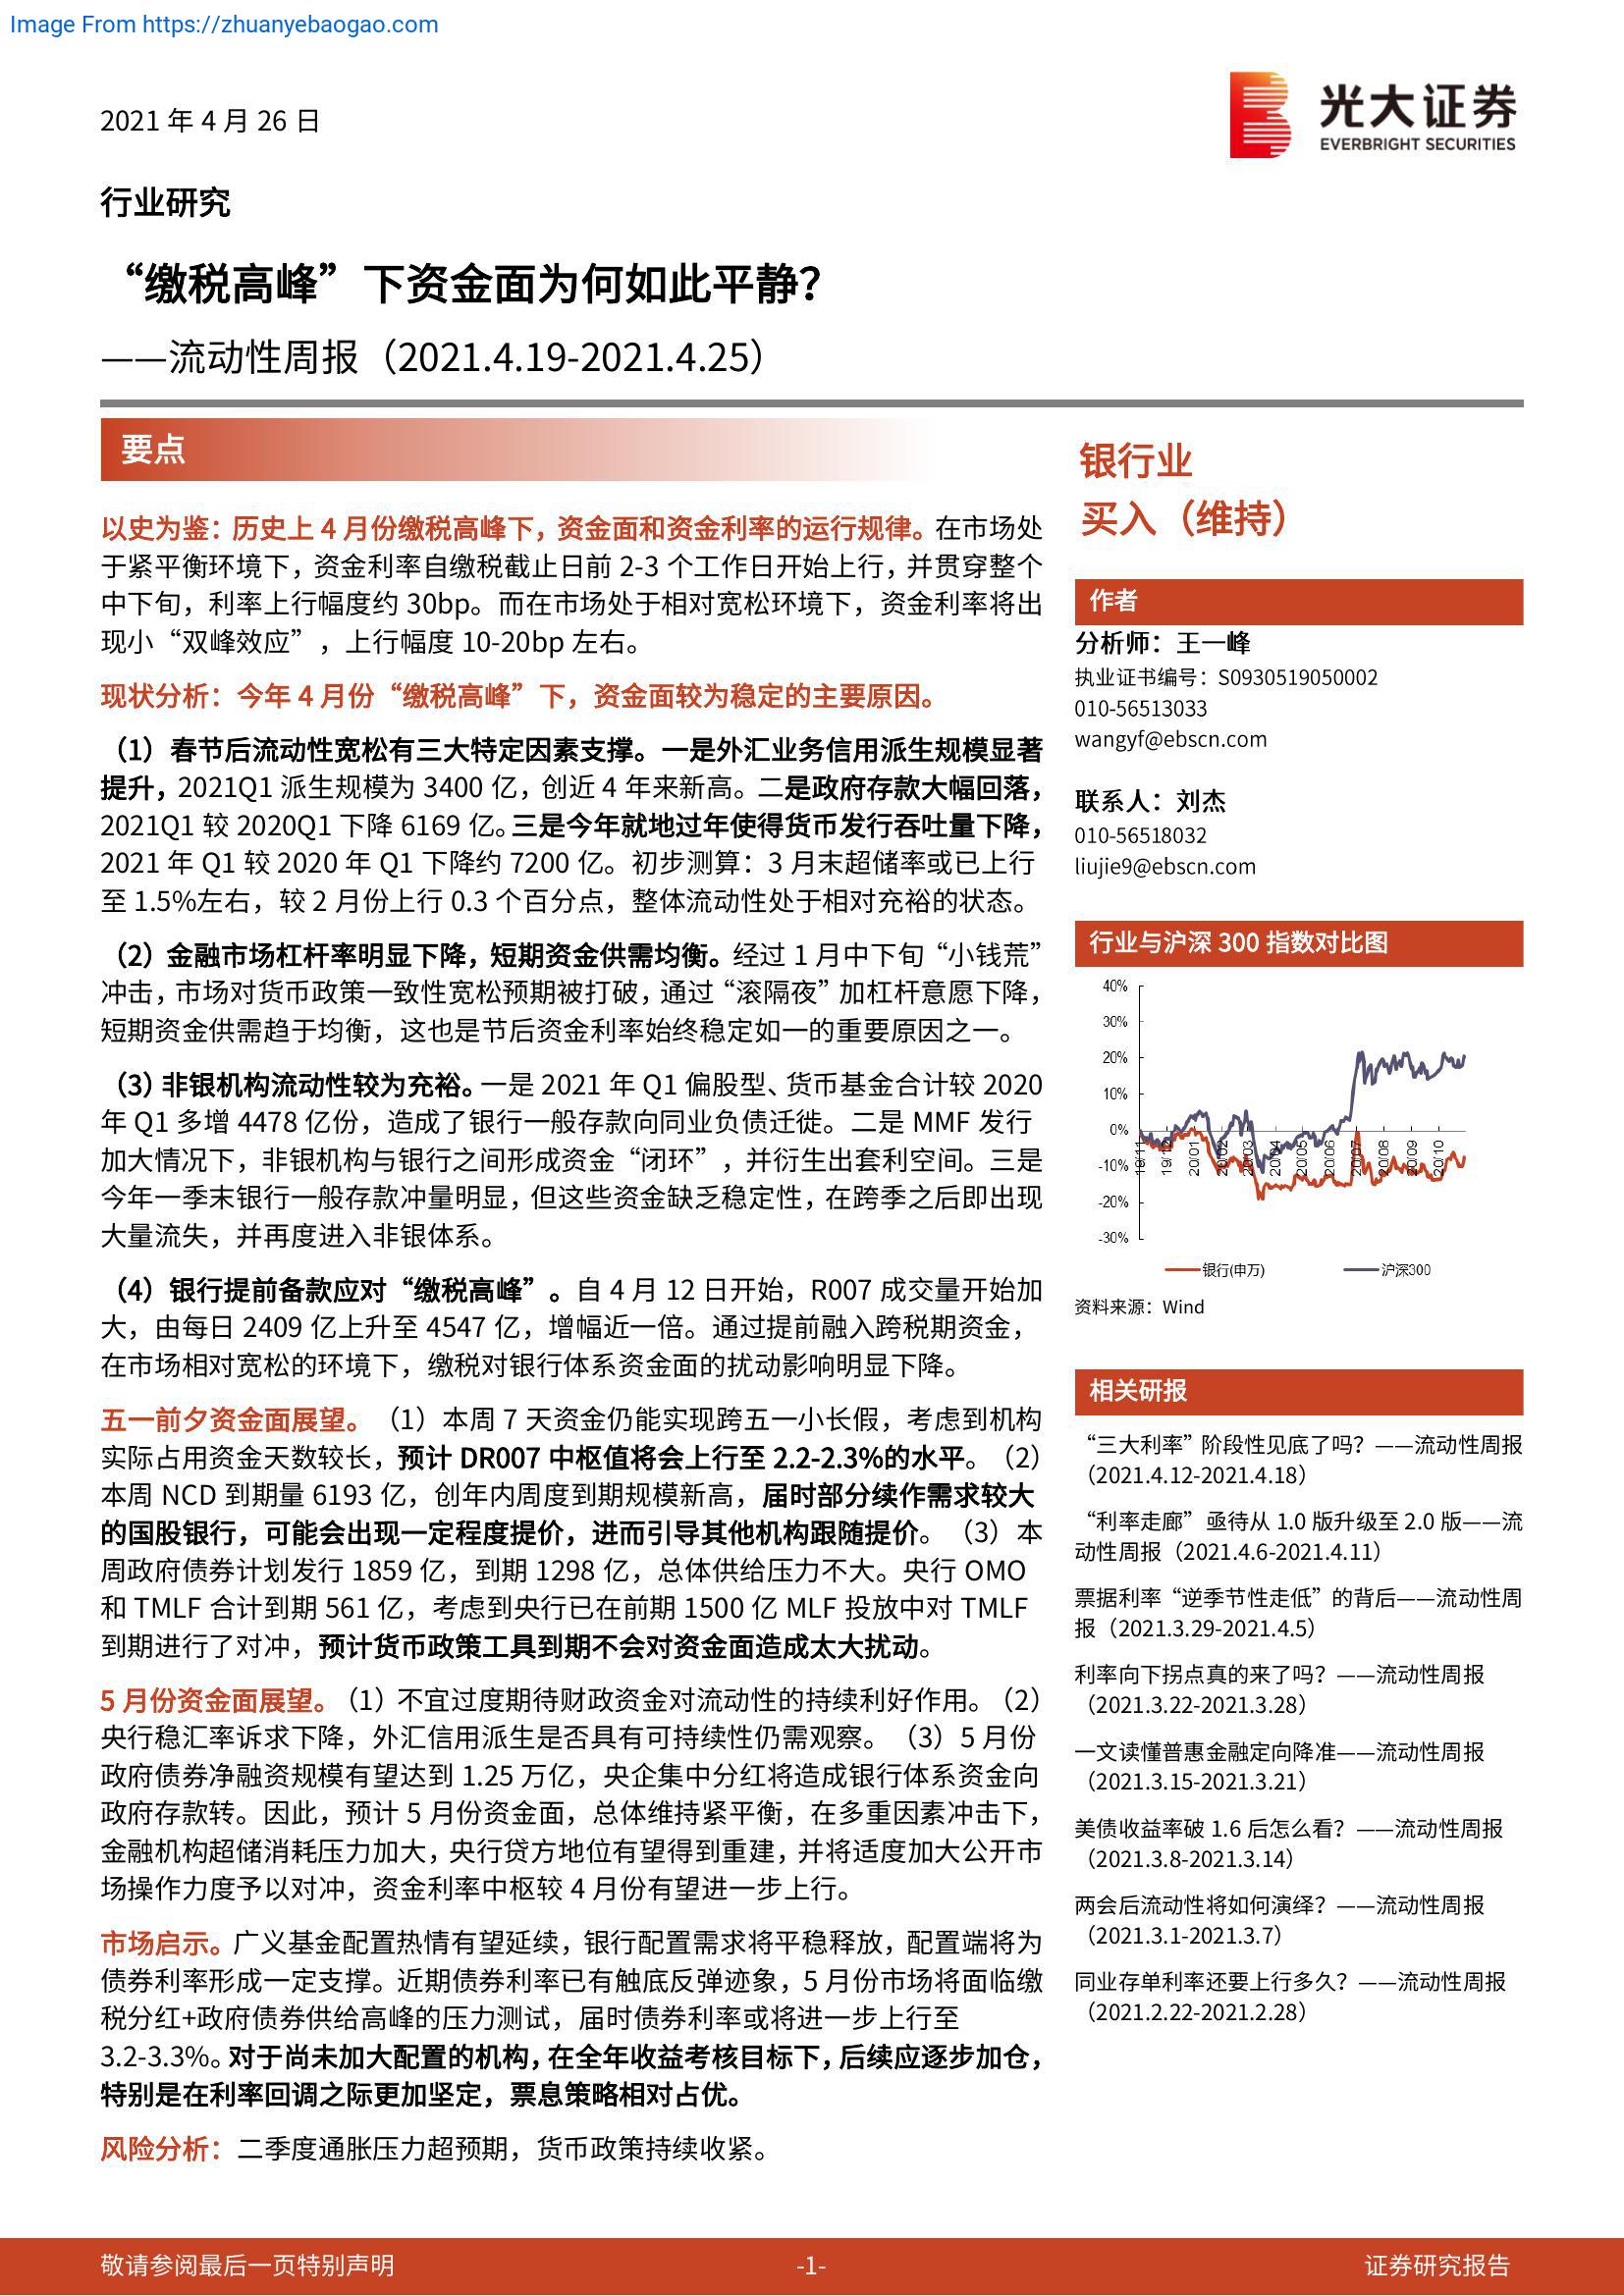 Image From https://zhuanyebaogao.com
2021 年 4 月 26 日
光大证券
EVERBRIGHT SECURITIES
行业研究
“缴税高峰”下资金面为何如此平静?
——流动性周报（2021.4.19-2021.4.25）
要点
以史为鉴：历史上 4 月份缴税高峰下，资金面和资金利率的运行规律。在市场处
于紧平衡环境下，资金利率自缴税截止日前 2-3 个工作日开始上行，并贯穿整个
中下旬，利率上行幅度约 30bp。而在市场处于相对宽松环境下，资金利率将出
现小“双峰效应”，上行幅度 10-20bp 左右。
现状分析：今年 4 月份“缴税高峰”下，资金面较为稳定的主要原因。
（1）春节后流动性宽松有三大特定因素支撑。一是外汇业务信用派生规模显著
提升，2021Q1 派生规模为 3400 亿，创近 4 年来新高。二是政府存款大幅回落，
2021Q1 较 2020Q1 下降 6169 亿。三是今年就地过年使得货币发行吞吐量下降，
2021 年 Q1 较 2020 年 Q1 下降约 7200 亿。初步测算：3 月末超储率或已上行
至 1.5%左右，较 2 月份上行 0.3 个百分点，整体流动性处于相对充裕的状态。
（2）金融市场杠杆率明显下降，短期资金供需均衡。经过 1 月中下旬“小钱荒”
冲击，市场对货币政策一致性宽松预期被打破，通过“滚隔夜”加杠杆意愿下降，
短期资金供需趋于均衡，这也是节后资金利率始终稳定如一的重要原因之一。
（3）非银机构流动性较为充裕。一是 2021 年 Q1 偏股型、货币基金合计较 2020
年 Q1 多增 4478 亿份，造成了银行一般存款向同业负债迁徙。二是 MMF 发行
加大情况下，非银机构与银行之间形成资金“闭环”，并衍生出套利空间。三是
今年一季末银行一般存款冲量明显，但这些资金缺乏稳定性，在跨季之后即出现
大量流失，并再度进入非银体系。
（4）银行提前备款应对“缴税高峰”。自 4 月 12 日开始，R007 成交量开始加
大，由每日 2409 亿上升至 4547 亿，增幅近一倍。通过提前融入跨税期资金，
在市场相对宽松的环境下，缴税对银行体系资金面的扰动影响明显下降。
五一前夕资金面展望。（1）本周 7 天资金仍能实现跨五一小长假，考虑到机构
实际占用资金天数较长，预计 DR007 中枢值将会上行至 2.2-2.3%的水平。（2）
本周 NCD 到期量 6193 亿，创年内周度到期规模新高，届时部分续作需求较大
的国股银行，可能会出现一定程度提价，进而引导其他机构跟随提价。（3）本
周政府债券计划发行 1859 亿，到期 1298 亿，总体供给压力不大。央行 OMO
和 TMLF 合计到期 561 亿，考虑到央行已在前期 1500 亿 MLF 投放中对 TMLF
到期进行了对冲，预计货币政策工具到期不会对资金面造成太大扰动。
5 月份资金面展望。（1）不宜过度期待财政资金对流动性的持续利好作用。（2）
央行稳汇率诉求下降，外汇信用派生是否具有可持续性仍需观察。（3）5 月份
政府债券净融资规模有望达到 1.25 万亿，央企集中分红将造成银行体系资金向
政府存款转。因此，预计 5 月份资金面，总体维持紧平衡，在多重因素冲击下，
金融机构超储消耗压力加大，央行贷方地位有望得到重建，并将适度加大公开市
场操作力度予以对冲，资金利率中枢较 4 月份有望进一步上行。
市场启示。广义基金配置热情有望延续，银行配置需求将平稳释放，配置端将为
债券利率形成一定支撑。近期债券利率已有触底反弹迹象，5 月份市场将面临缴
税分红+政府债券供给高峰的压力测试，届时债券利率或将进一步上行至
3.2-3.3%。对于尚未加大配置的机构，在全年收益考核目标下，后续应逐步加仓，
特别是在利率回调之际更加坚定，票息策略相对占优。
风险分析：二季度通胀压力超预期，货币政策持续收紧。
银行业
买入（维持）
作者
分析师：王一峰
执业证书编号：S0930519050002
010-56513033
wangyf@ebscn.com
联系人：刘杰
010-56518032
liujie9@ebscn.com
行业与沪深 300 指数对比图
40%
30%
20%
10%
0%
-10%
-20%
-30%
19/11 19/12 20/01 20/02 20/03 20/04 20/05 20/06 20/07 20/08 20/09 20/10
银行(申万) 沪深300
资料来源：Wind
相关研报
“三大利率”阶段性见底了吗？——流动性周报
（2021.4.12-2021.4.18）
“利率走廊”亟待从 1.0 版升级至 2.0 版——流
动性周报（2021.4.6-2021.4.11）
票据利率“逆季节性走低”的背后——流动性周
报（2021.3.29-2021.4.5）
利率向下拐点真的来了吗？——流动性周报
（2021.3.22-2021.3.28）
一文读懂普惠金融定向降准——流动性周报
（2021.3.15-2021.3.21）
美债收益率破 1.6 后怎么看？——流动性周报
（2021.3.8-2021.3.14）
两会后流动性将如何演绎？——流动性周报
（2021.3.1-2021.3.7）
同业存单利率还要上行多久？——流动性周报
（2021.2.22-2021.2.28）
敬请参阅最后一页特别声明
-1-
证券研究报告